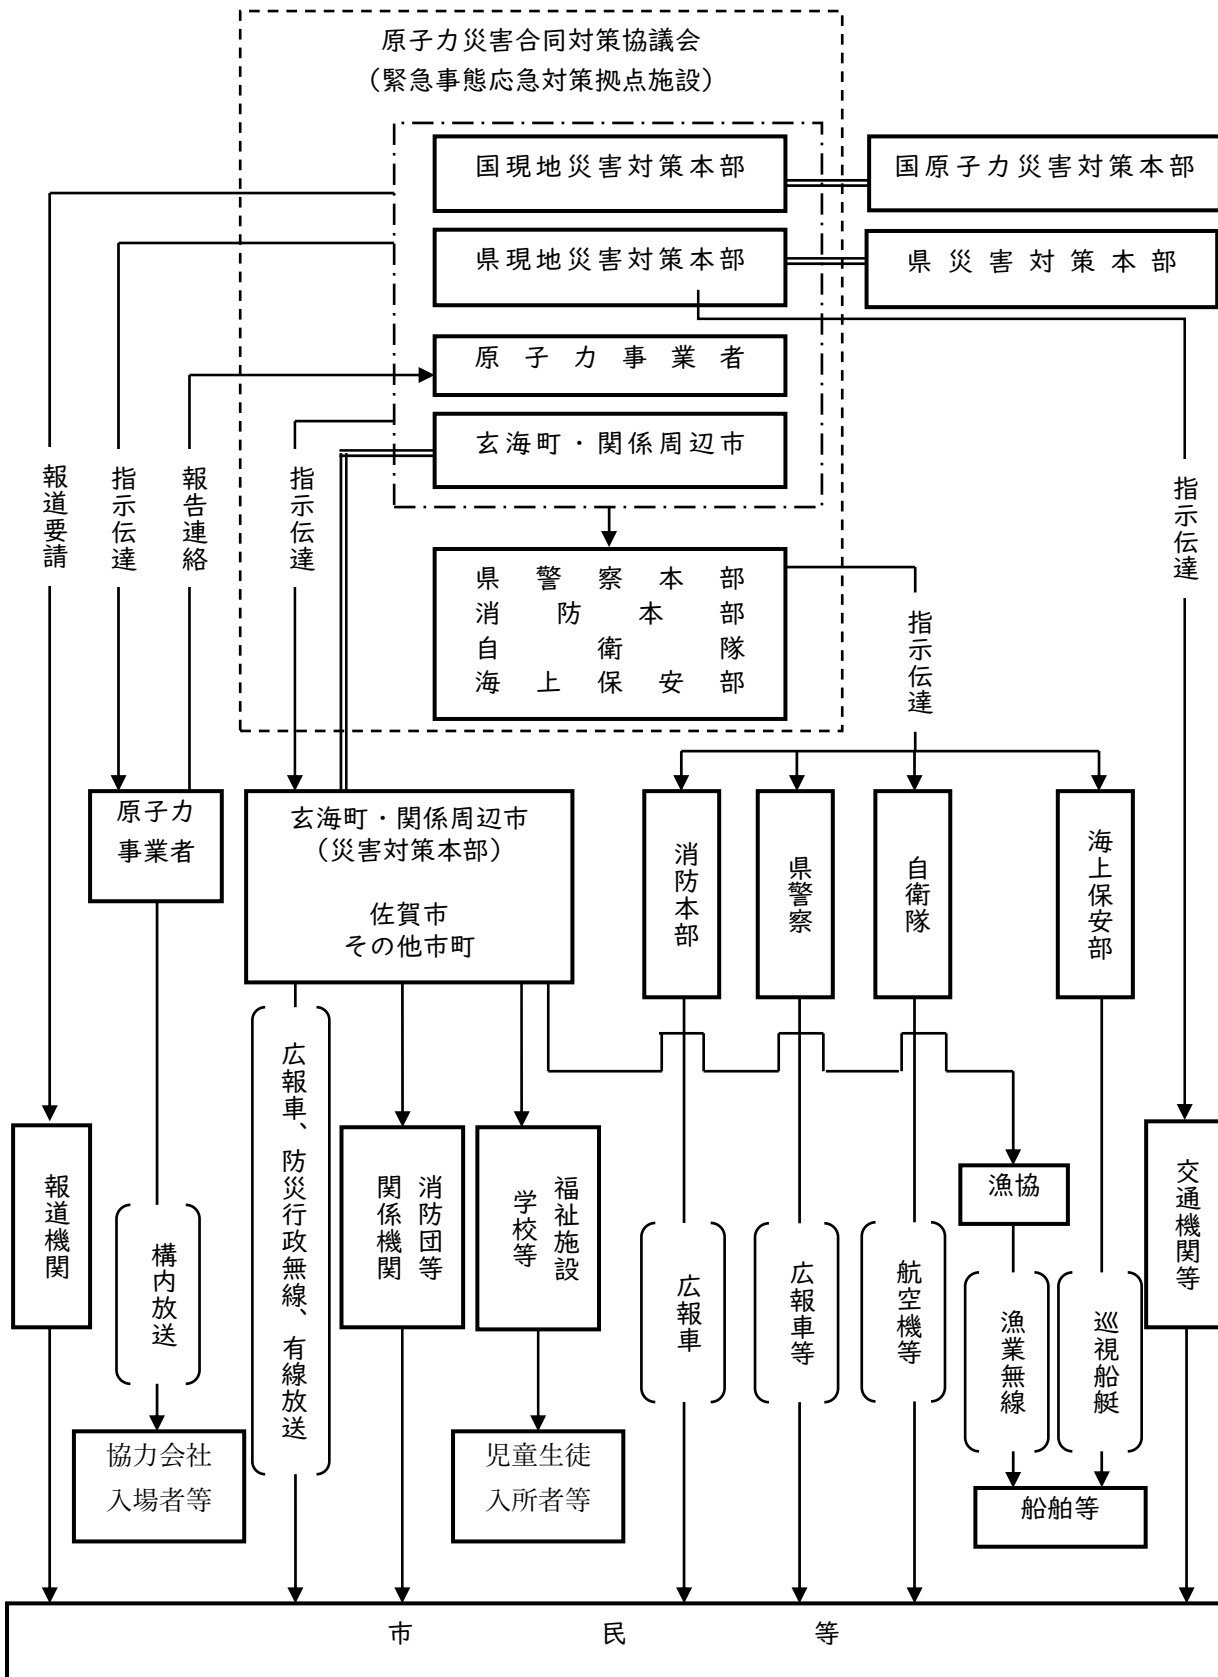 原子力災害合同対策協議会
（緊急事態応急対策拠点施設）
国現地災害対策本部
国原子力災害対策本部
県現地災害対策本部
県災害対策本部
原子力事業者
玄海町・関係周辺市
報道要請
指示伝達
報告連絡
指示伝達
指示伝達
県警察本部
消防本部
自衛隊
海上保安部
指示伝達
原子力
事業者
玄海町・関係周辺市
（災害対策本部）
佐賀市
その他市町
消防本部
県警察
自衛隊
海上保安部
報道機関
構内放送
広報車、防災行政無線、有線放送
消防団等
関係機関
福祉施設
学校等
広報車
広報車等
航空機等
漁協
漁業無線
巡視船艇
交通機関等
協力会社
入場者等
児童生徒
入所者等
船舶等
市民等